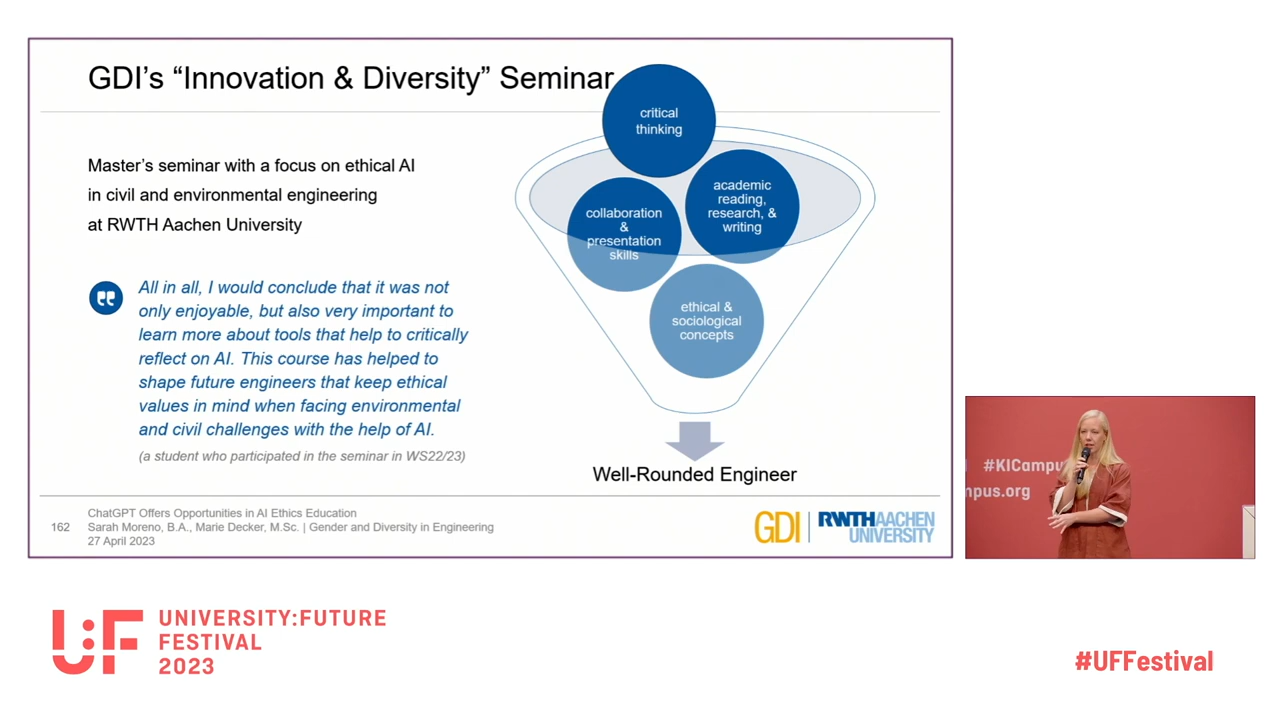 GDI’s “Innovation & Diversity” Seminar
Master’s seminar with a focus on ethical AI
in civil and environmental engineering
at RWTH Aachen University
All in all, I would conclude that it was not
only enjoyable, but also very important to
learn more about tools that help to critically
reflect on AI. This course has helped to
shape future engineers that keep ethical
values in mind when facing environmental
and civil challenges with the help of AI.
(a student who participated in the seminar in WS22/23)
critical
thinking
collaboration
&
presentation
skills
academic
reading,
research, &
writing
ethical &
sociological
concepts
Well-Rounded Engineer
162
ChatGPT Offers Opportunities in AI Ethics Education
Sarah Moreno, B.A., Marie Decker, M.Sc. | Gender and Diversity in Engineering
27 April 2023
GDI
RWTH AACHEN
UNIVERSITY
#KICampu
mpus.org
U:F
UNIVERSITY:FUTURE
FESTIVAL
2023
#UFFestival